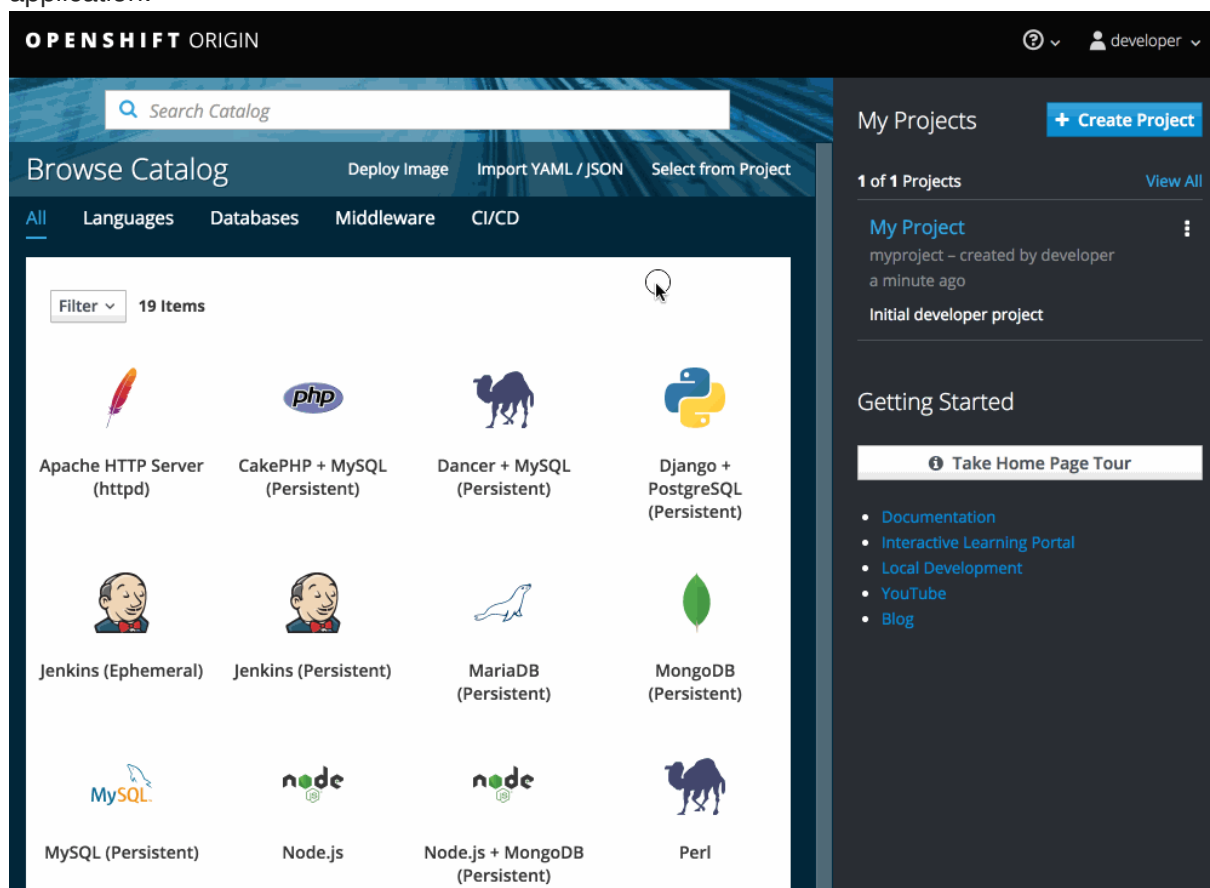 application.
OPENSHIFT ORIGIN
developer
Search Catalog
Browse Catalog
Deploy Image
Import YAML / JSON
Select from Project
All
Languages
Databases
Middleware
CI/CD
Filter
19 Items
php
Apache HTTP Server
(httpd)
CakePHP + MySQL
(Persistent)
Dancer + MySQL
(Persistent)
Django +
PostgreSQL
(Persistent)
Jenkins (Ephemeral)
Jenkins (Persistent)
MariaDB
(Persistent)
MongoDB
(Persistent)
MySQL
node
JS
node
JS
MySQL (Persistent)
Node.js
Node.js + MongoDB
(Persistent)
Perl
My Projects
+ Create Project
1 of 1 Projects
View All
My Project
myproject – created by developer
a minute ago
Initial developer project
Getting Started
Take Home Page Tour
Documentation
Interactive Learning Portal
Local Development
YouTube
Blog